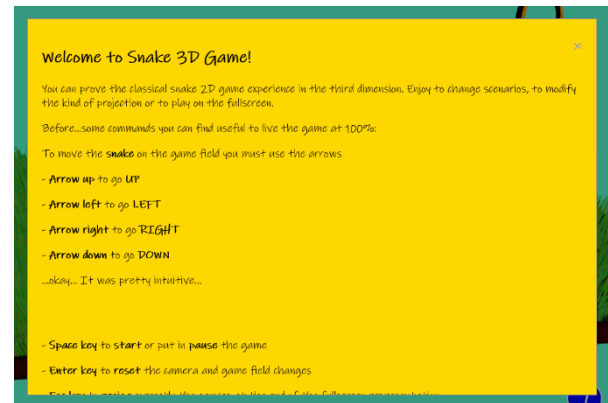 Welcome to Snake 3D Game!
×
You can prove the classical snake 2D game experience in the third dimension. Enjoy to change scenarios, to modify
the kind of projection or to play on the fullscreen.
Before...some commands you can find useful to live the game at 100%:
To move the snake on the game field you must use the arrows
- Arrow up to go UP
- Arrow left to go LEFT
- Arrow right to go RIGHT
- Arrow down to go DOWN
...okay... It was pretty intuitive...
- Space key to start or put in pause the game
- Enter key to reset the camera and game field changes